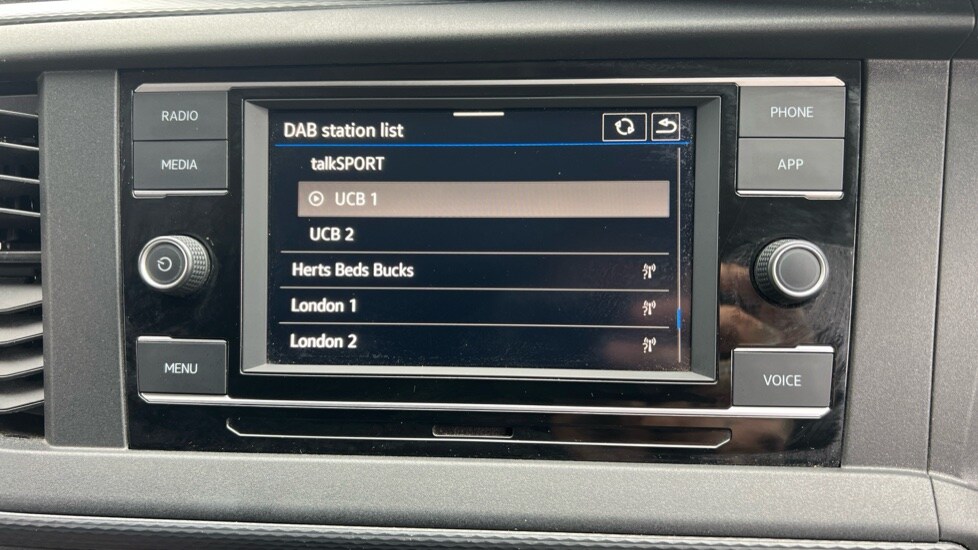 RADIO
MEDIA
MENU
DAB station list
talkSPORT
UCB 1
UCB 2
Herts Beds Bucks
London 1
London 2
PHONE
APP
VOICE